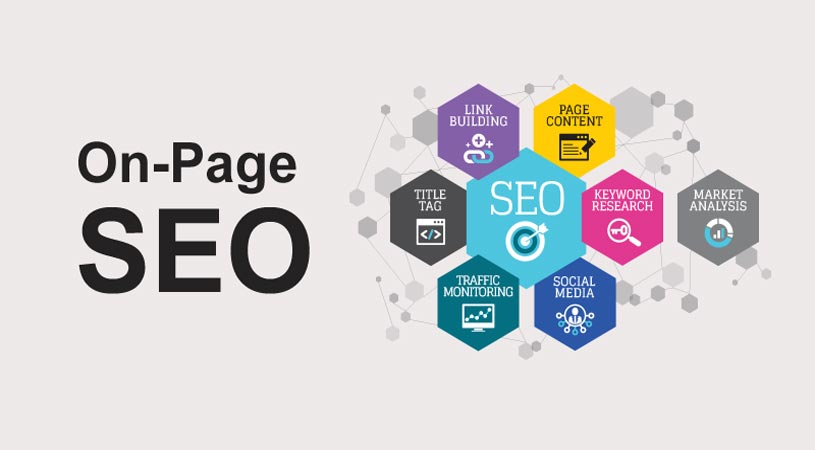 On-Page
SEO
LINK
BUILDING
PAGE
CONTENT
TITLE
TAG
</>
SEO
KEYWORD
RESEARCH
MARKET
ANALYSIS
TRAFFIC
MONITORING
SOCIAL
MEDIA